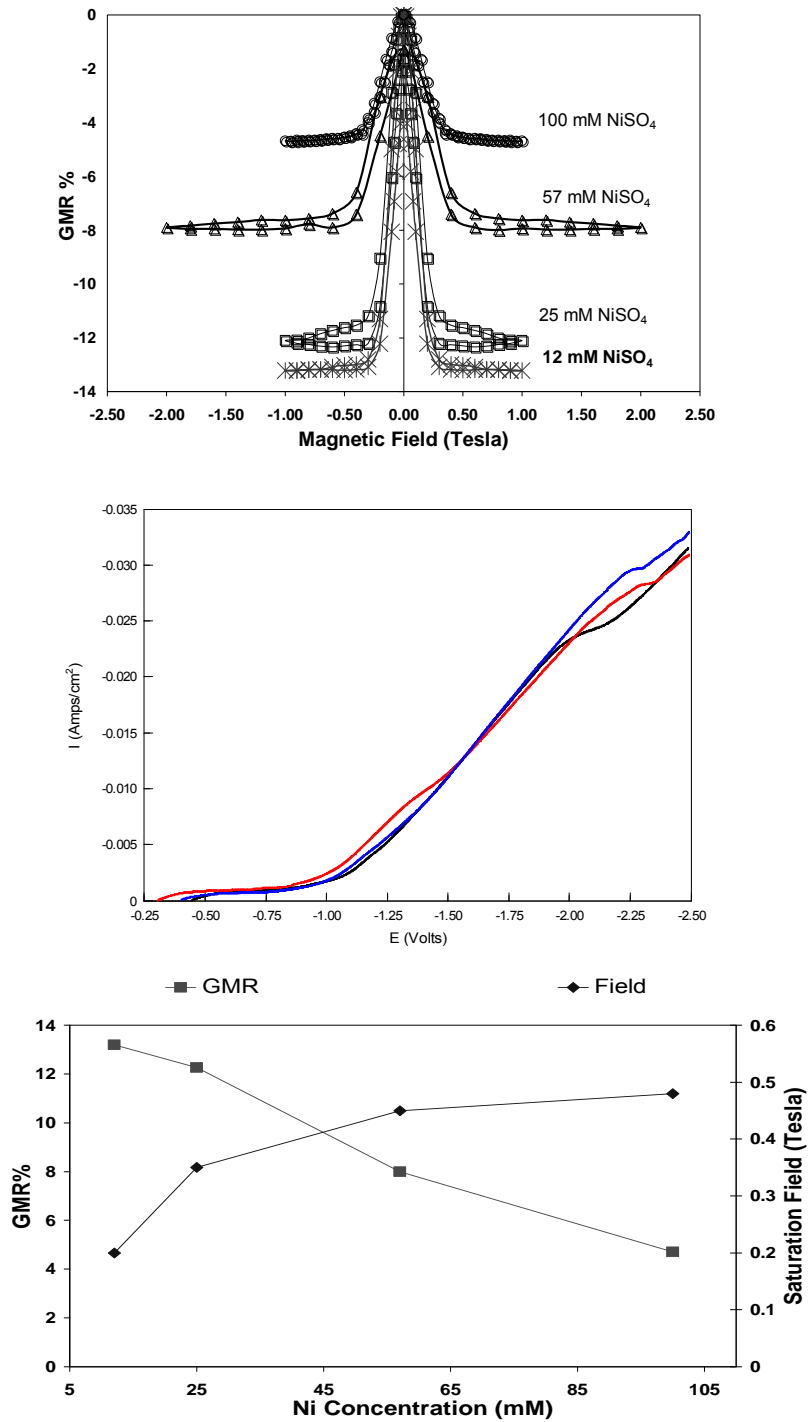 0
-2
-4
-6
-8
-10
-12
-14
GMR %
100 mM NiSO4
57 mM NiSO4
25 mM NiSO4
12 mM NiSO4
-2.50 -2.00 -1.50 -1.00 -0.50 0.00 0.50 1.00 1.50 2.00 2.50
Magnetic Field (Tesla)
-0.035
-0.030
-0.025
-0.020
-0.015
-0.010
-0.005
0
I (Amps/cm2)
-0.25 -0.50 -0.75 -1.00 -1.25 -1.50 -1.75 -2.00 -2.25 -2.50
E (Volts)
GMR Field
14
12
10
8
6
4
2
0
GMR%
0.6
0.5
0.4
0.3
0.2
0.1
0
Saturation Field (Tesla)
5 25 45 65 85 105
Ni Concentration (mM)